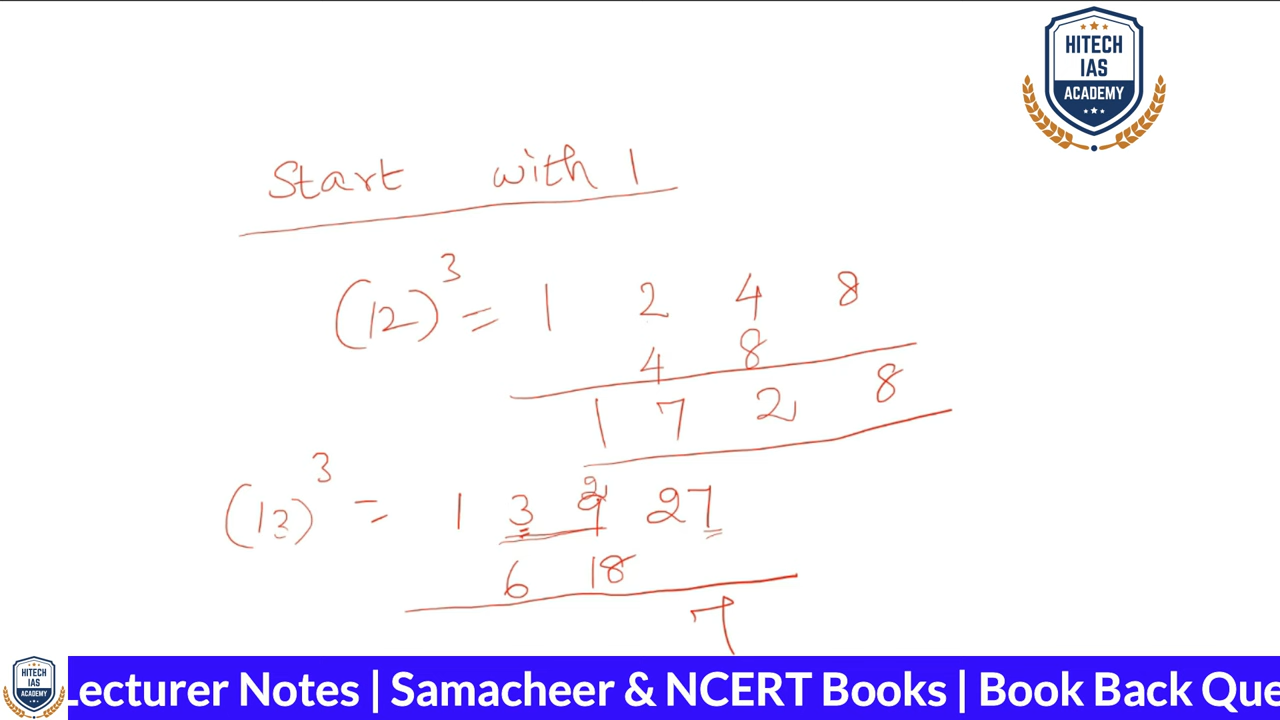 HITECH
IAS
ACADEMY
Start with 1
(12)³ = 1 2 4 8
4 8
1 7 2 8
(13)³ = 1 3 9 27
2
6 18
7
HITECH
IAS
ACADEMY
Lecturer Notes | Samacheer & NCERT Books | Book Back Que